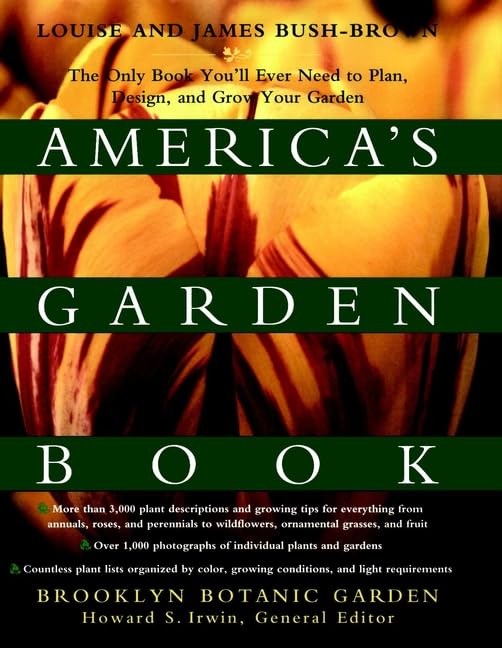 LOUISE AND JAMES BUSH-BROWN
The Only Book You'll Ever Need to Plan,
Design, and Grow Your Garden
AMERICA'S
GARDEN
BOOK
More than 3,000 plant descriptions and growing tips for everything from
annuals, roses, and perennials to wildflowers, ornamental grasses, and fruit
Over 1,000 photographs of individual plants and gardens
Countless plant lists organized by color, growing conditions, and light requirements
BROOKLYN BOTANIC GARDEN
Howard S. Irwin, General Editor